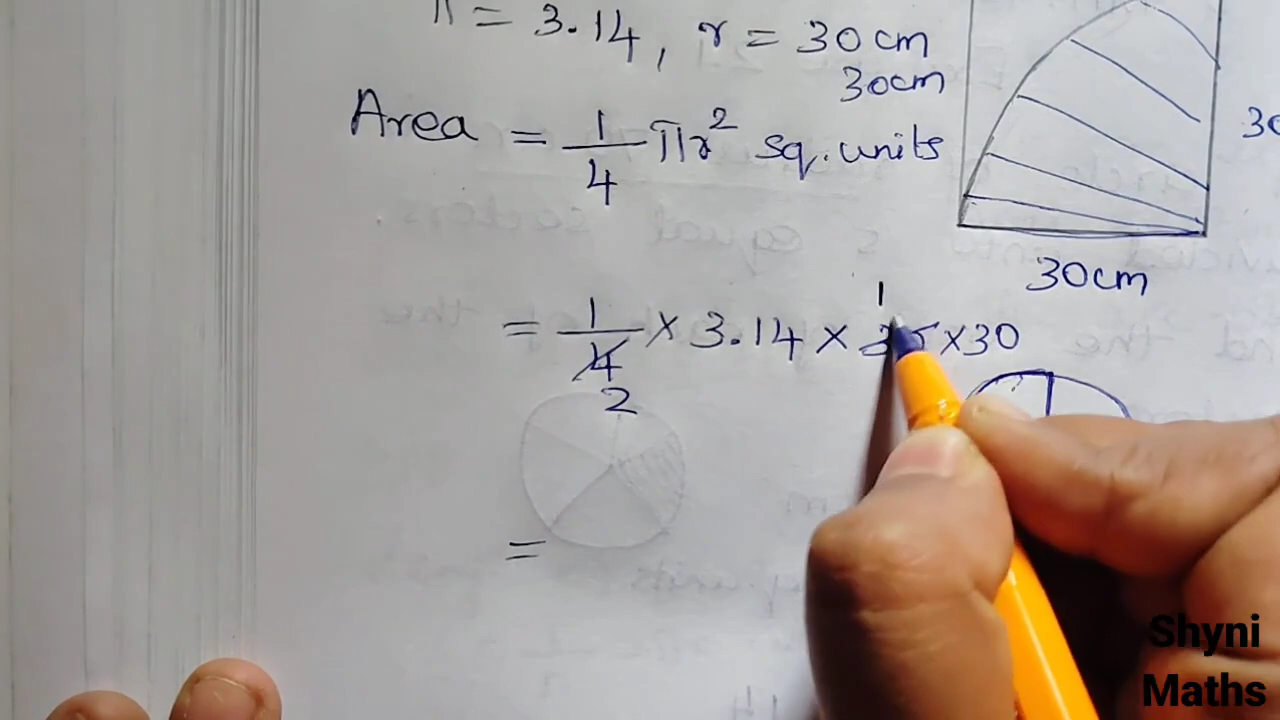 π = 3.14, r = 30 cm
30cm
Area = 1/4 πr² sq. units
30cm
= 1/4 × 3.14 × 30 × 30
1
2
=
Shyni
Maths